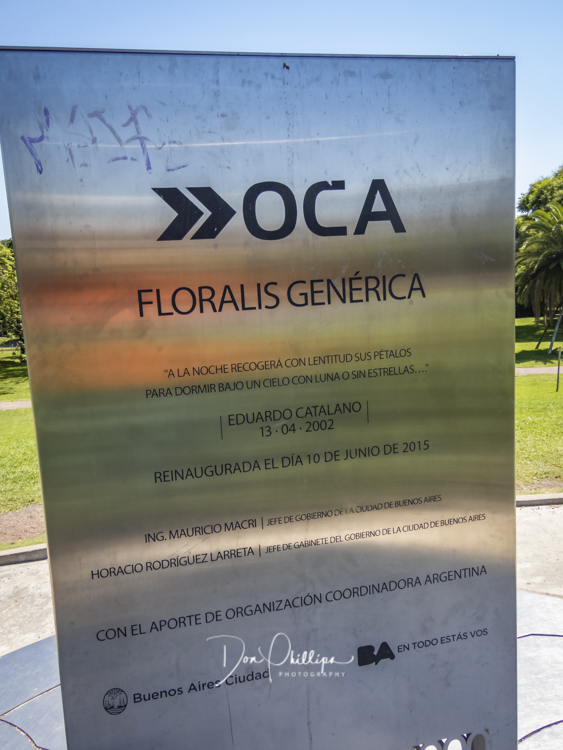 OCA
FLORALIS GENÉRICA
"A LA NOCHE RECOGERÁ CON LENTITUD SUS PÉTALOS
PARA DORMIR BAJO UN CIELO CON LUNA O SIN ESTRELLAS...."
EDUARDO CATALANO
13 · 04 · 2002
REINAUGURADA EL DÍA 10 DE JUNIO DE 2015
ING. MAURICIO MACRI | JEFE DE GOBIERNO DE LA CIUDAD DE BUENOS AIRES
HORACIO RODRÍGUEZ LARRETA | JEFE DE GABINETE DEL GOBIERNO DE LA CIUDAD DE BUENOS AIRES
CON EL APORTE DE ORGANIZACIÓN COORDINADORA ARGENTINA
Don Phillips
PHOTOGRAPHY
BA EN TODO ESTÁS VOS
Buenos Aires Ciudad